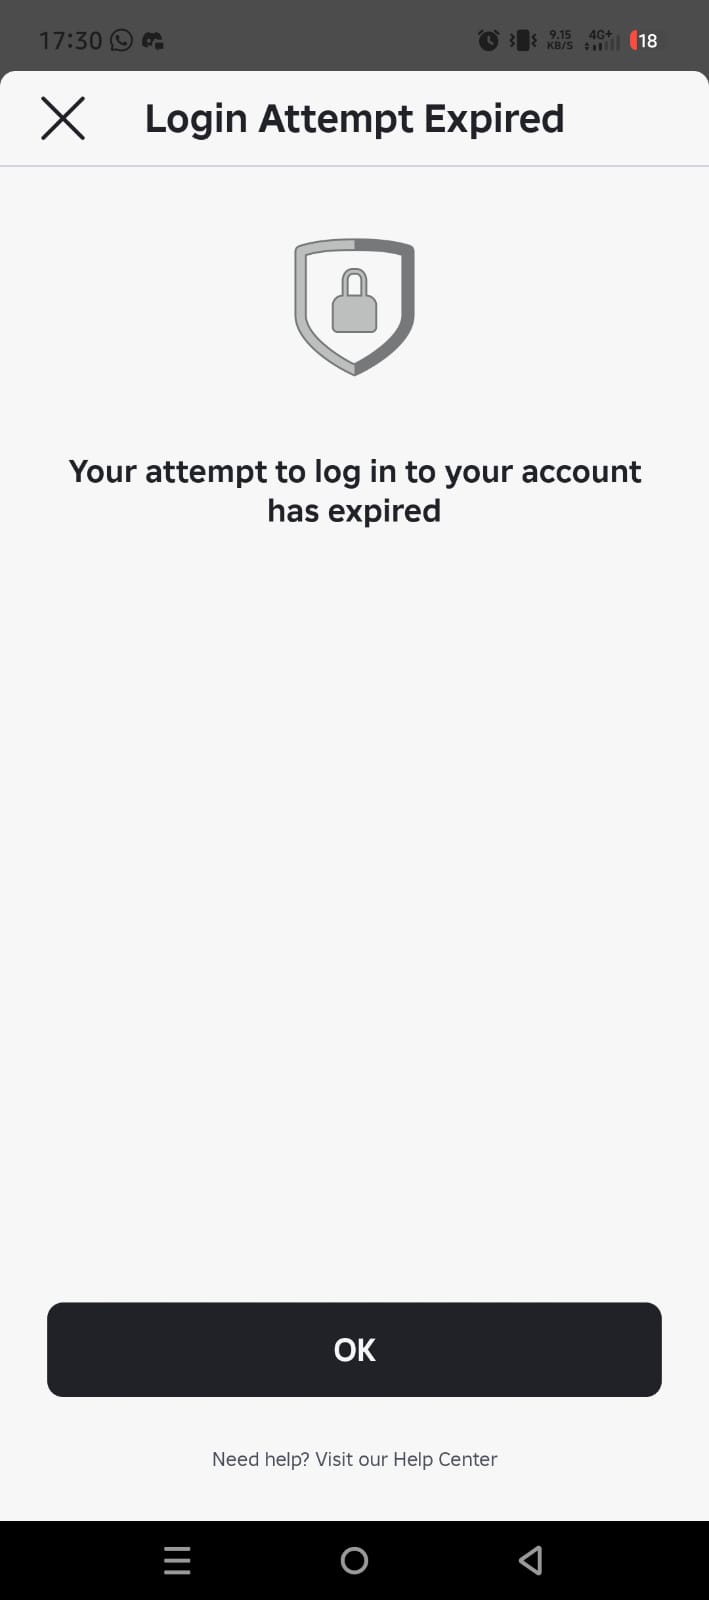 17:30
9.15
KB/S
4G+
18
Login Attempt Expired
Your attempt to log in to your account
has expired
OK
Need help? Visit our Help Center